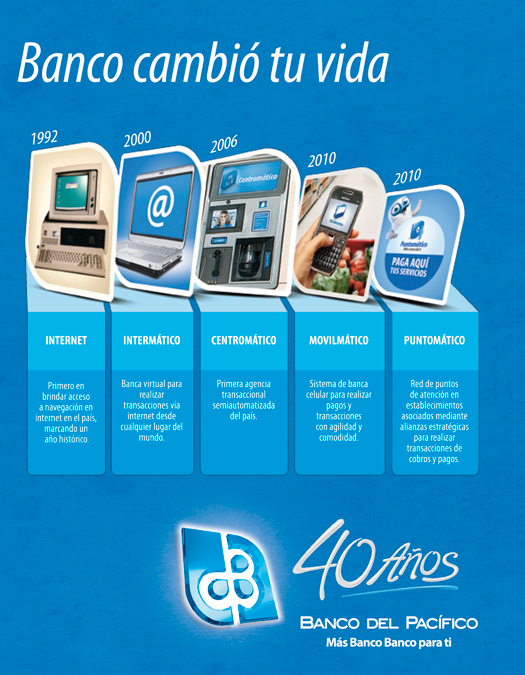 Banco cambió tu vida
1992
2000
2006
2010
2010
@
Centromático
Puntomático
PAGA AQUÍ
TUS SERVICIOS
INTERNET
INTERMÁTICO
CENTROMÁTICO
MOVILMÁTICO
PUNTOMÁTICO
Primero en
brindar acceso
a navegación en
internet en el país,
marcando un
año histórico.
Banca virtual para
realizar
transacciones vía
internet desde
cualquier lugar del
mundo.
Primera agencia
transaccional
semiautomatizada
del país.
Sistema de banca
celular para realizar
pagos y
transacciones
con agilidad y
comodidad.
Red de puntos
de atención en
establecimientos
asociados mediante
alianzas estratégicas
para realizar
transacciones de
cobros y pagos.
40 Años
BANCO DEL PACÍFICO
Más Banco Banco para ti